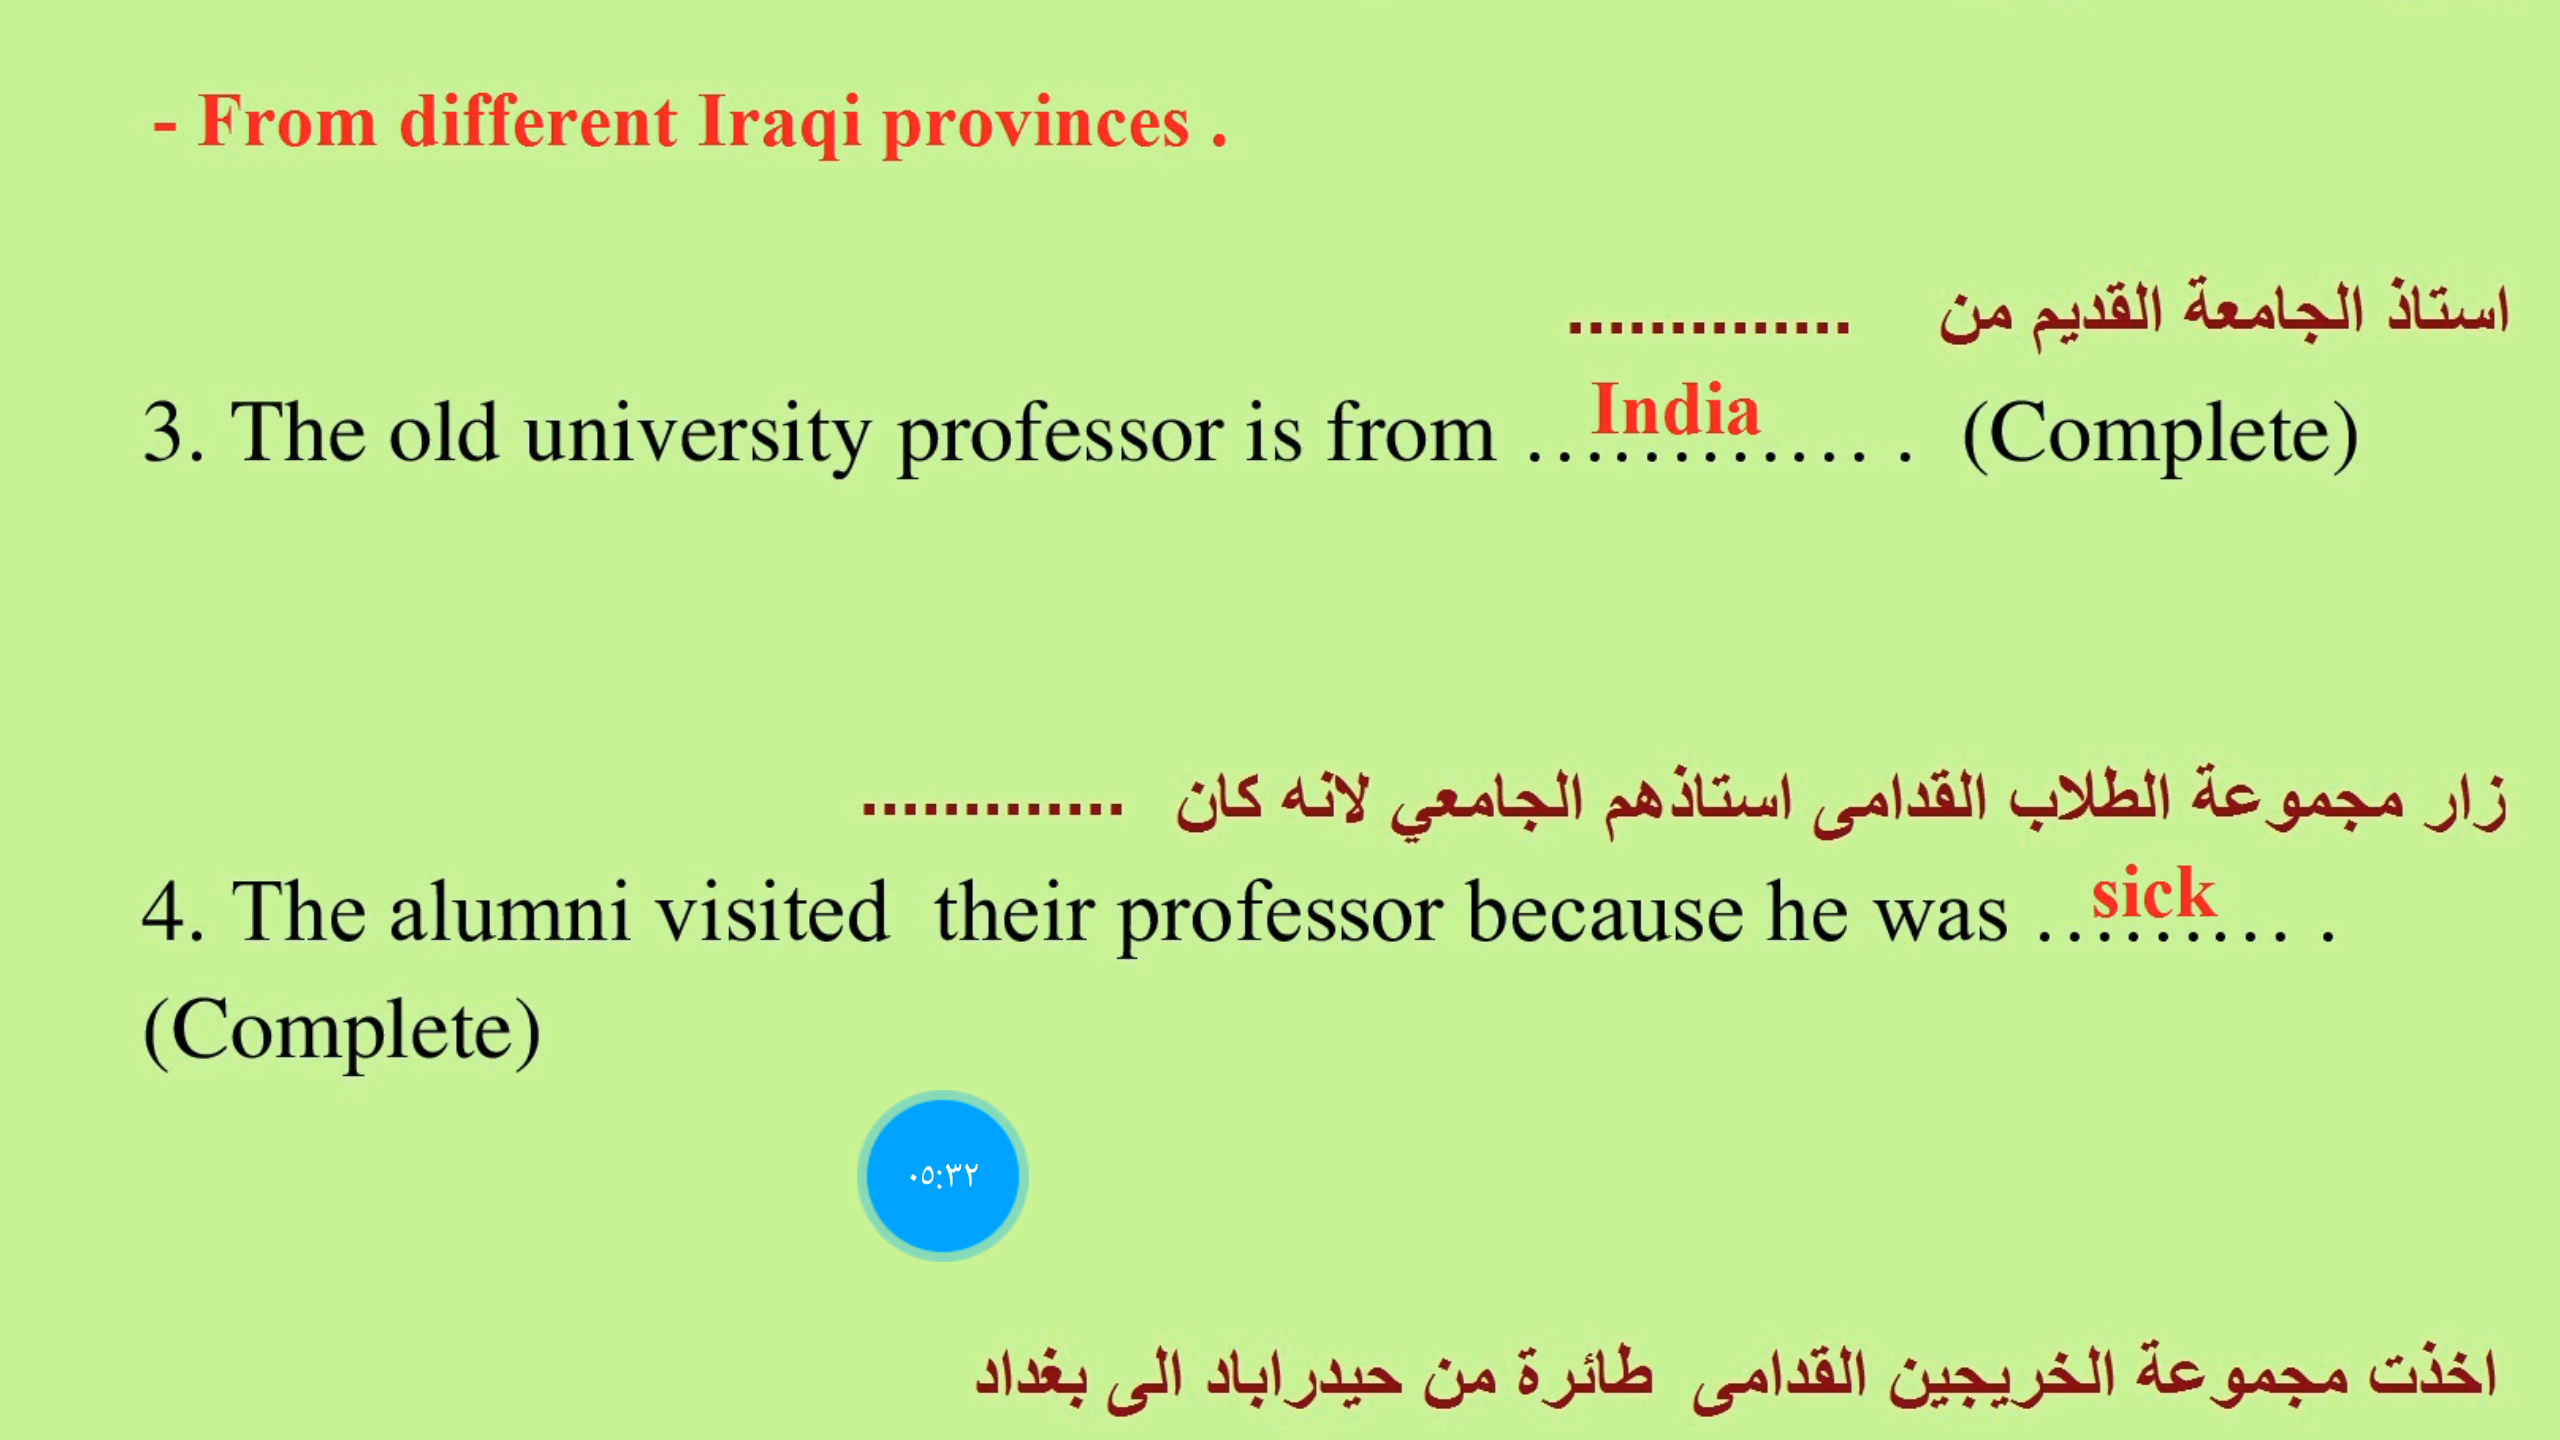 - From different Iraqi provinces .
استاذ الجامعة القديم من ..............
3. The old university professor is from ............ . (Complete)
India
زار مجموعة الطلاب القدامى استاذهم الجامعي لانه كان .............
4. The alumni visited their professor because he was ......... .
sick
(Complete)
٠٥:٣٢
اخذت مجموعة الخريجين القدامى طائرة من حيدراباد الى بغداد